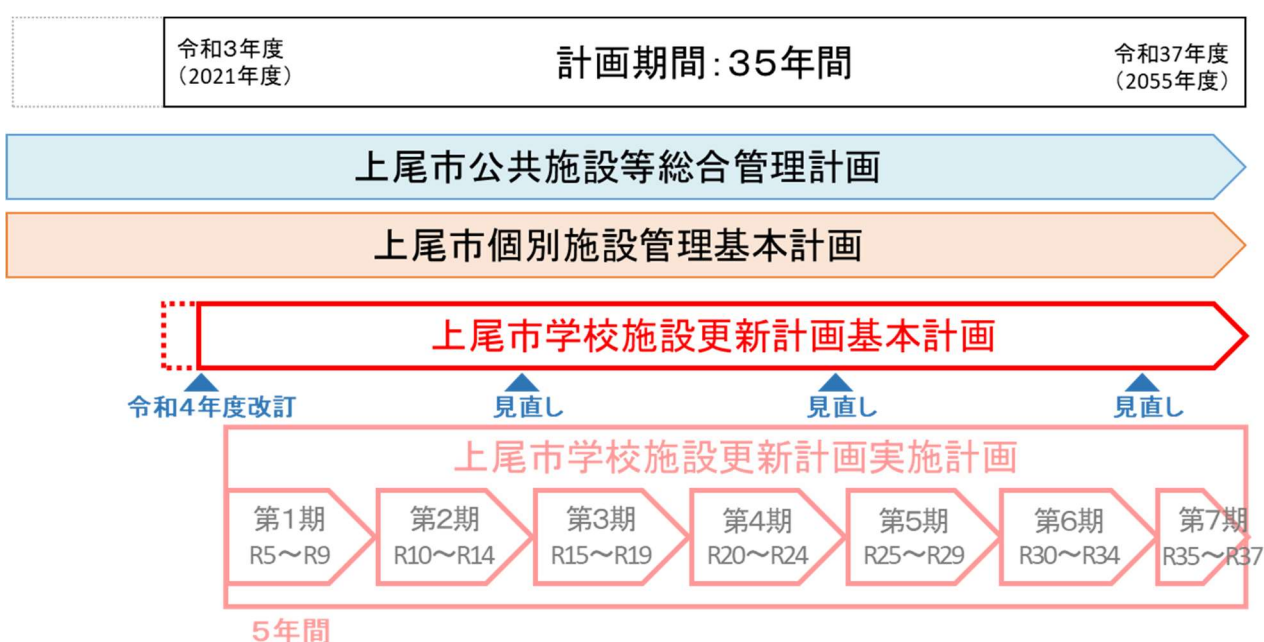 令和3年度
（2021年度）
計画期間：35年間
令和37年度
（2055年度）
上尾市公共施設等総合管理計画
上尾市個別施設管理基本計画
上尾市学校施設更新計画基本計画
令和4年度改訂
見直し
見直し
見直し
上尾市学校施設更新計画実施計画
第1期
R5～R9
第2期
R10～R14
第3期
R15～R19
第4期
R20～R24
第5期
R25～R29
第6期
R30～R34
第7期
R35～R37
5年間